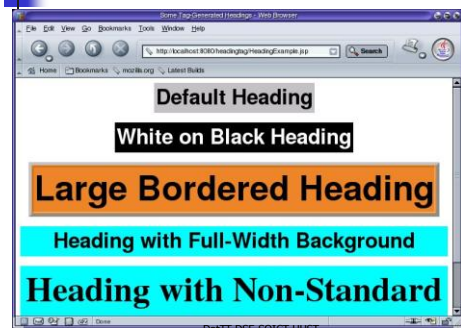 Some Tag-Generated Headings - Web Browser
File Edit View Go Bookmarks Tools Window Help
http://localhost:8080/headingtag/HeadingExample.jsp Search
Home Bookmarks mozilla.org Latest Builds
Default Heading
White on Black Heading
Large Bordered Heading
Heading with Full-Width Background
Heading with Non-Standard
Done